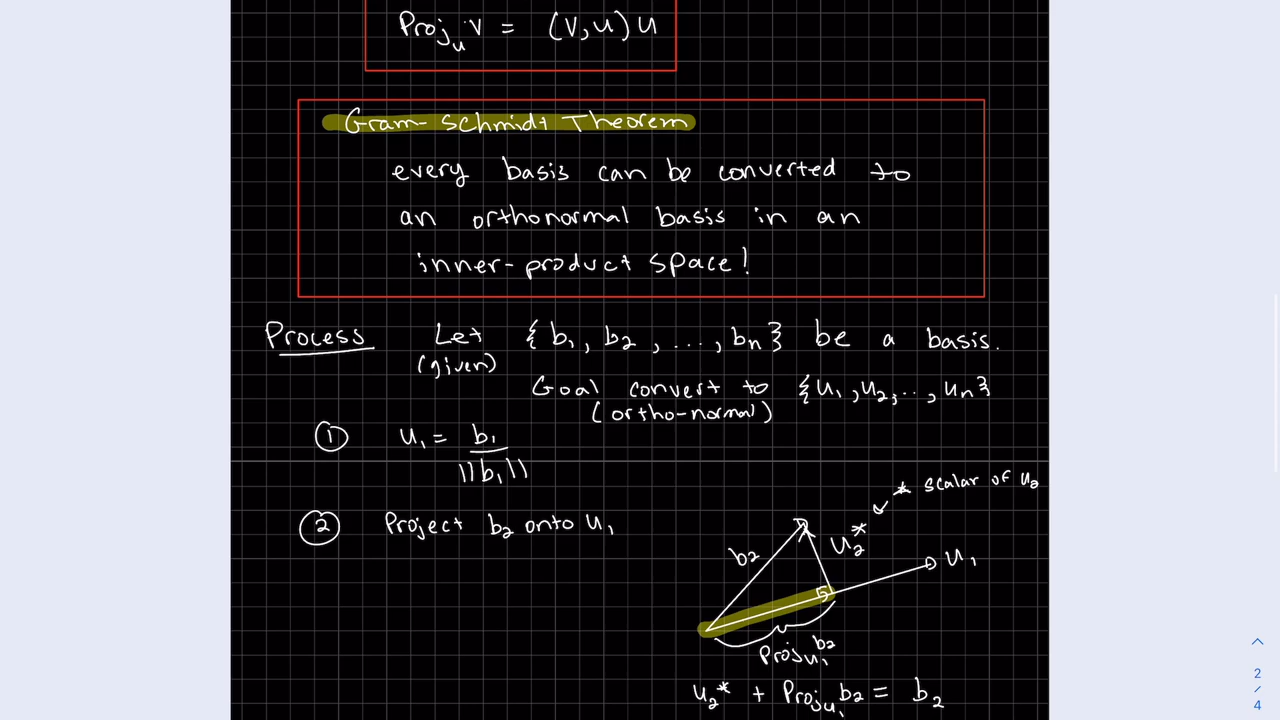 Proj_u V = (V, u) u
Gram-Schmidt Theorem
every basis can be converted to
an orthonormal basis in an
inner-product space!
Process Let {b₁, b₂, ..., bn} be a basis.
(given)
Goal convert to {u₁, u₂, .., un}
(ortho-normal)
① u₁ = b₁
||b₁||
* scalar of u₂
② Project b₂ onto u₁
b₂
u₂*
u₁
Proj_u₁ b₂
u₂* + Proj_u₁ b₂ = b₂
2
/
4